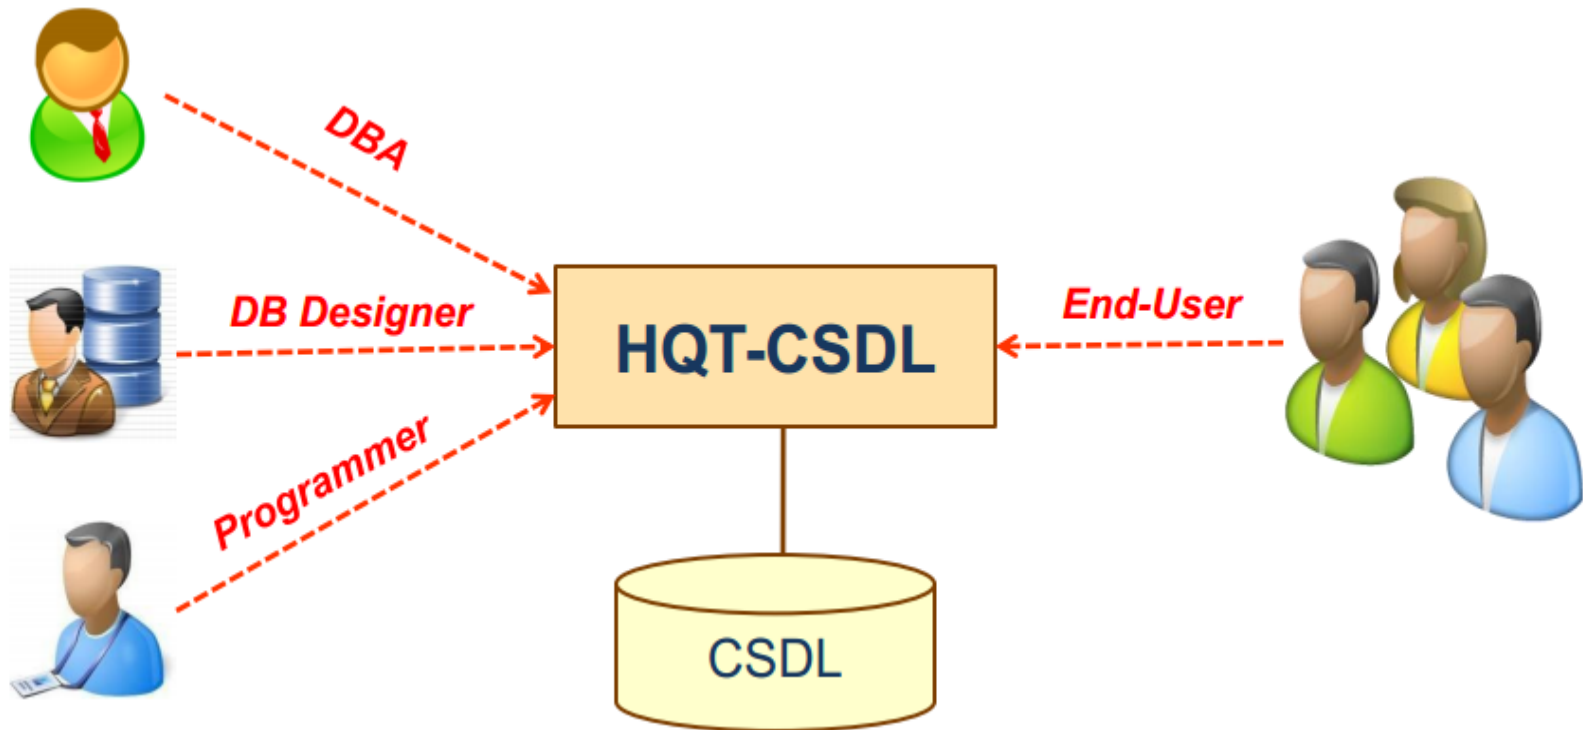 DBA
DB Designer
HQT-CSDL
End-User
Programmer
CSDL